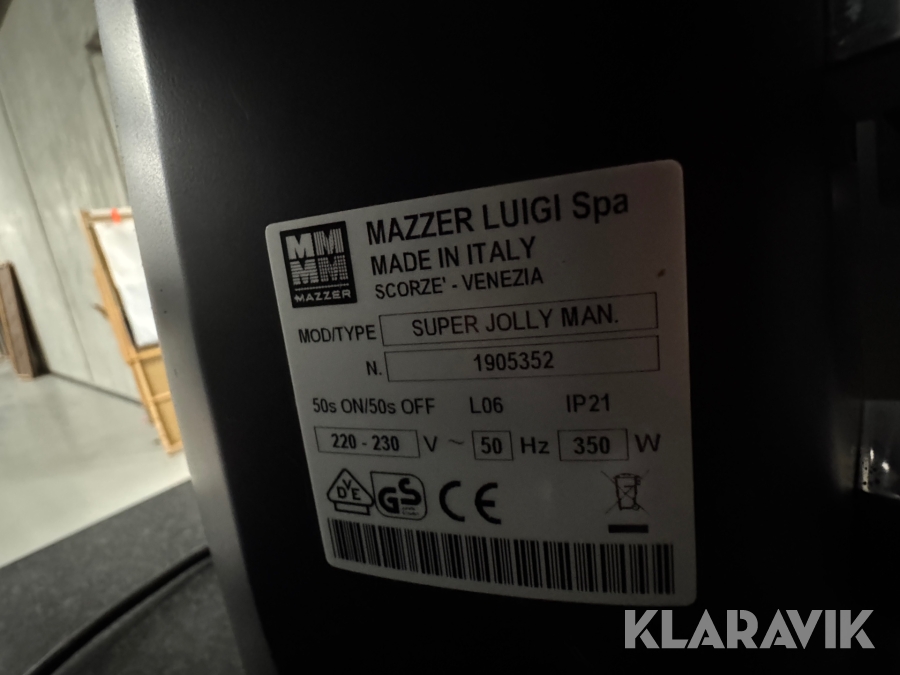 MAZZER
MAZZER LUIGI Spa
MADE IN ITALY
SCORZE' - VENEZIA
MOD/TYPE SUPER JOLLY MAN.
N. 1905352
50s ON/50s OFF L06 IP21
220 - 230 V ~ 50 Hz 350 W
DVE GS CE
KLARAVIK